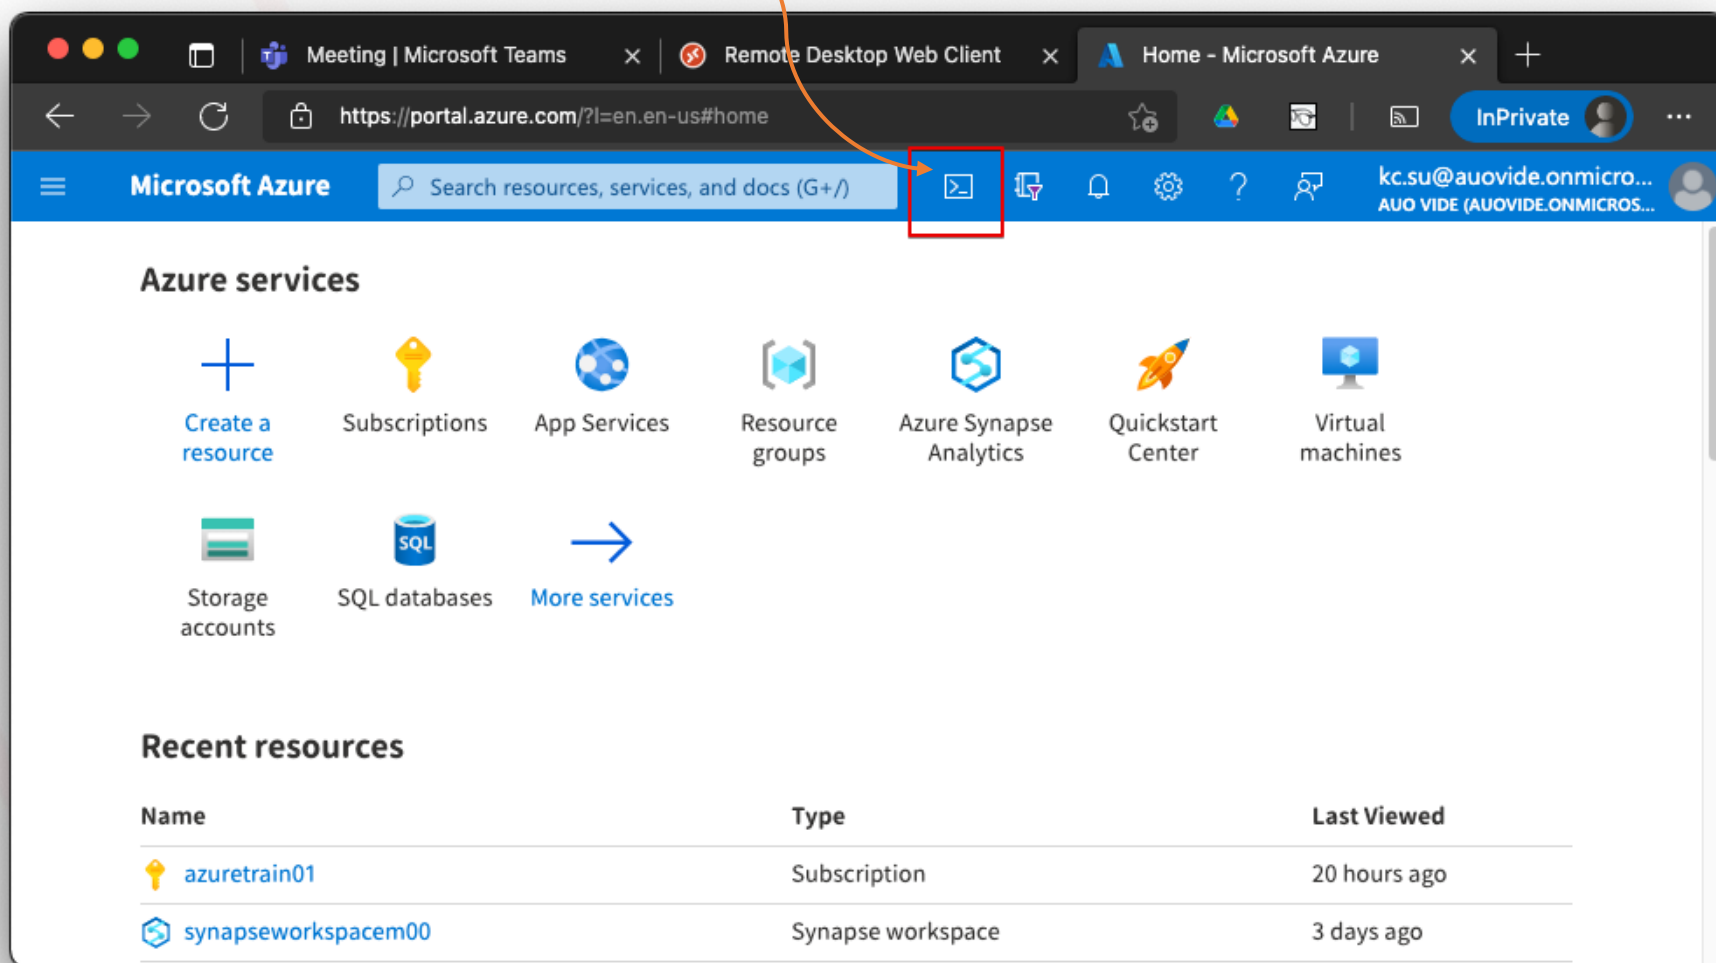 Meeting | Microsoft Teams
Remote Desktop Web Client
Home - Microsoft Azure
https://portal.azure.com/?l=en.en-us#home
InPrivate
Microsoft Azure
Search resources, services, and docs (G+/)
kc.su@auovide.onmicro...
AUO VIDE (AUOVIDE.ONMICROS...
Azure services
Create a
resource
Subscriptions
App Services
Resource
groups
Azure Synapse
Analytics
Quickstart
Center
Virtual
machines
Storage
accounts
SQL
SQL databases
More services
Recent resources
Name Type Last Viewed
azuretrain01 Subscription 20 hours ago
synapseworkspacem00 Synapse workspace 3 days ago